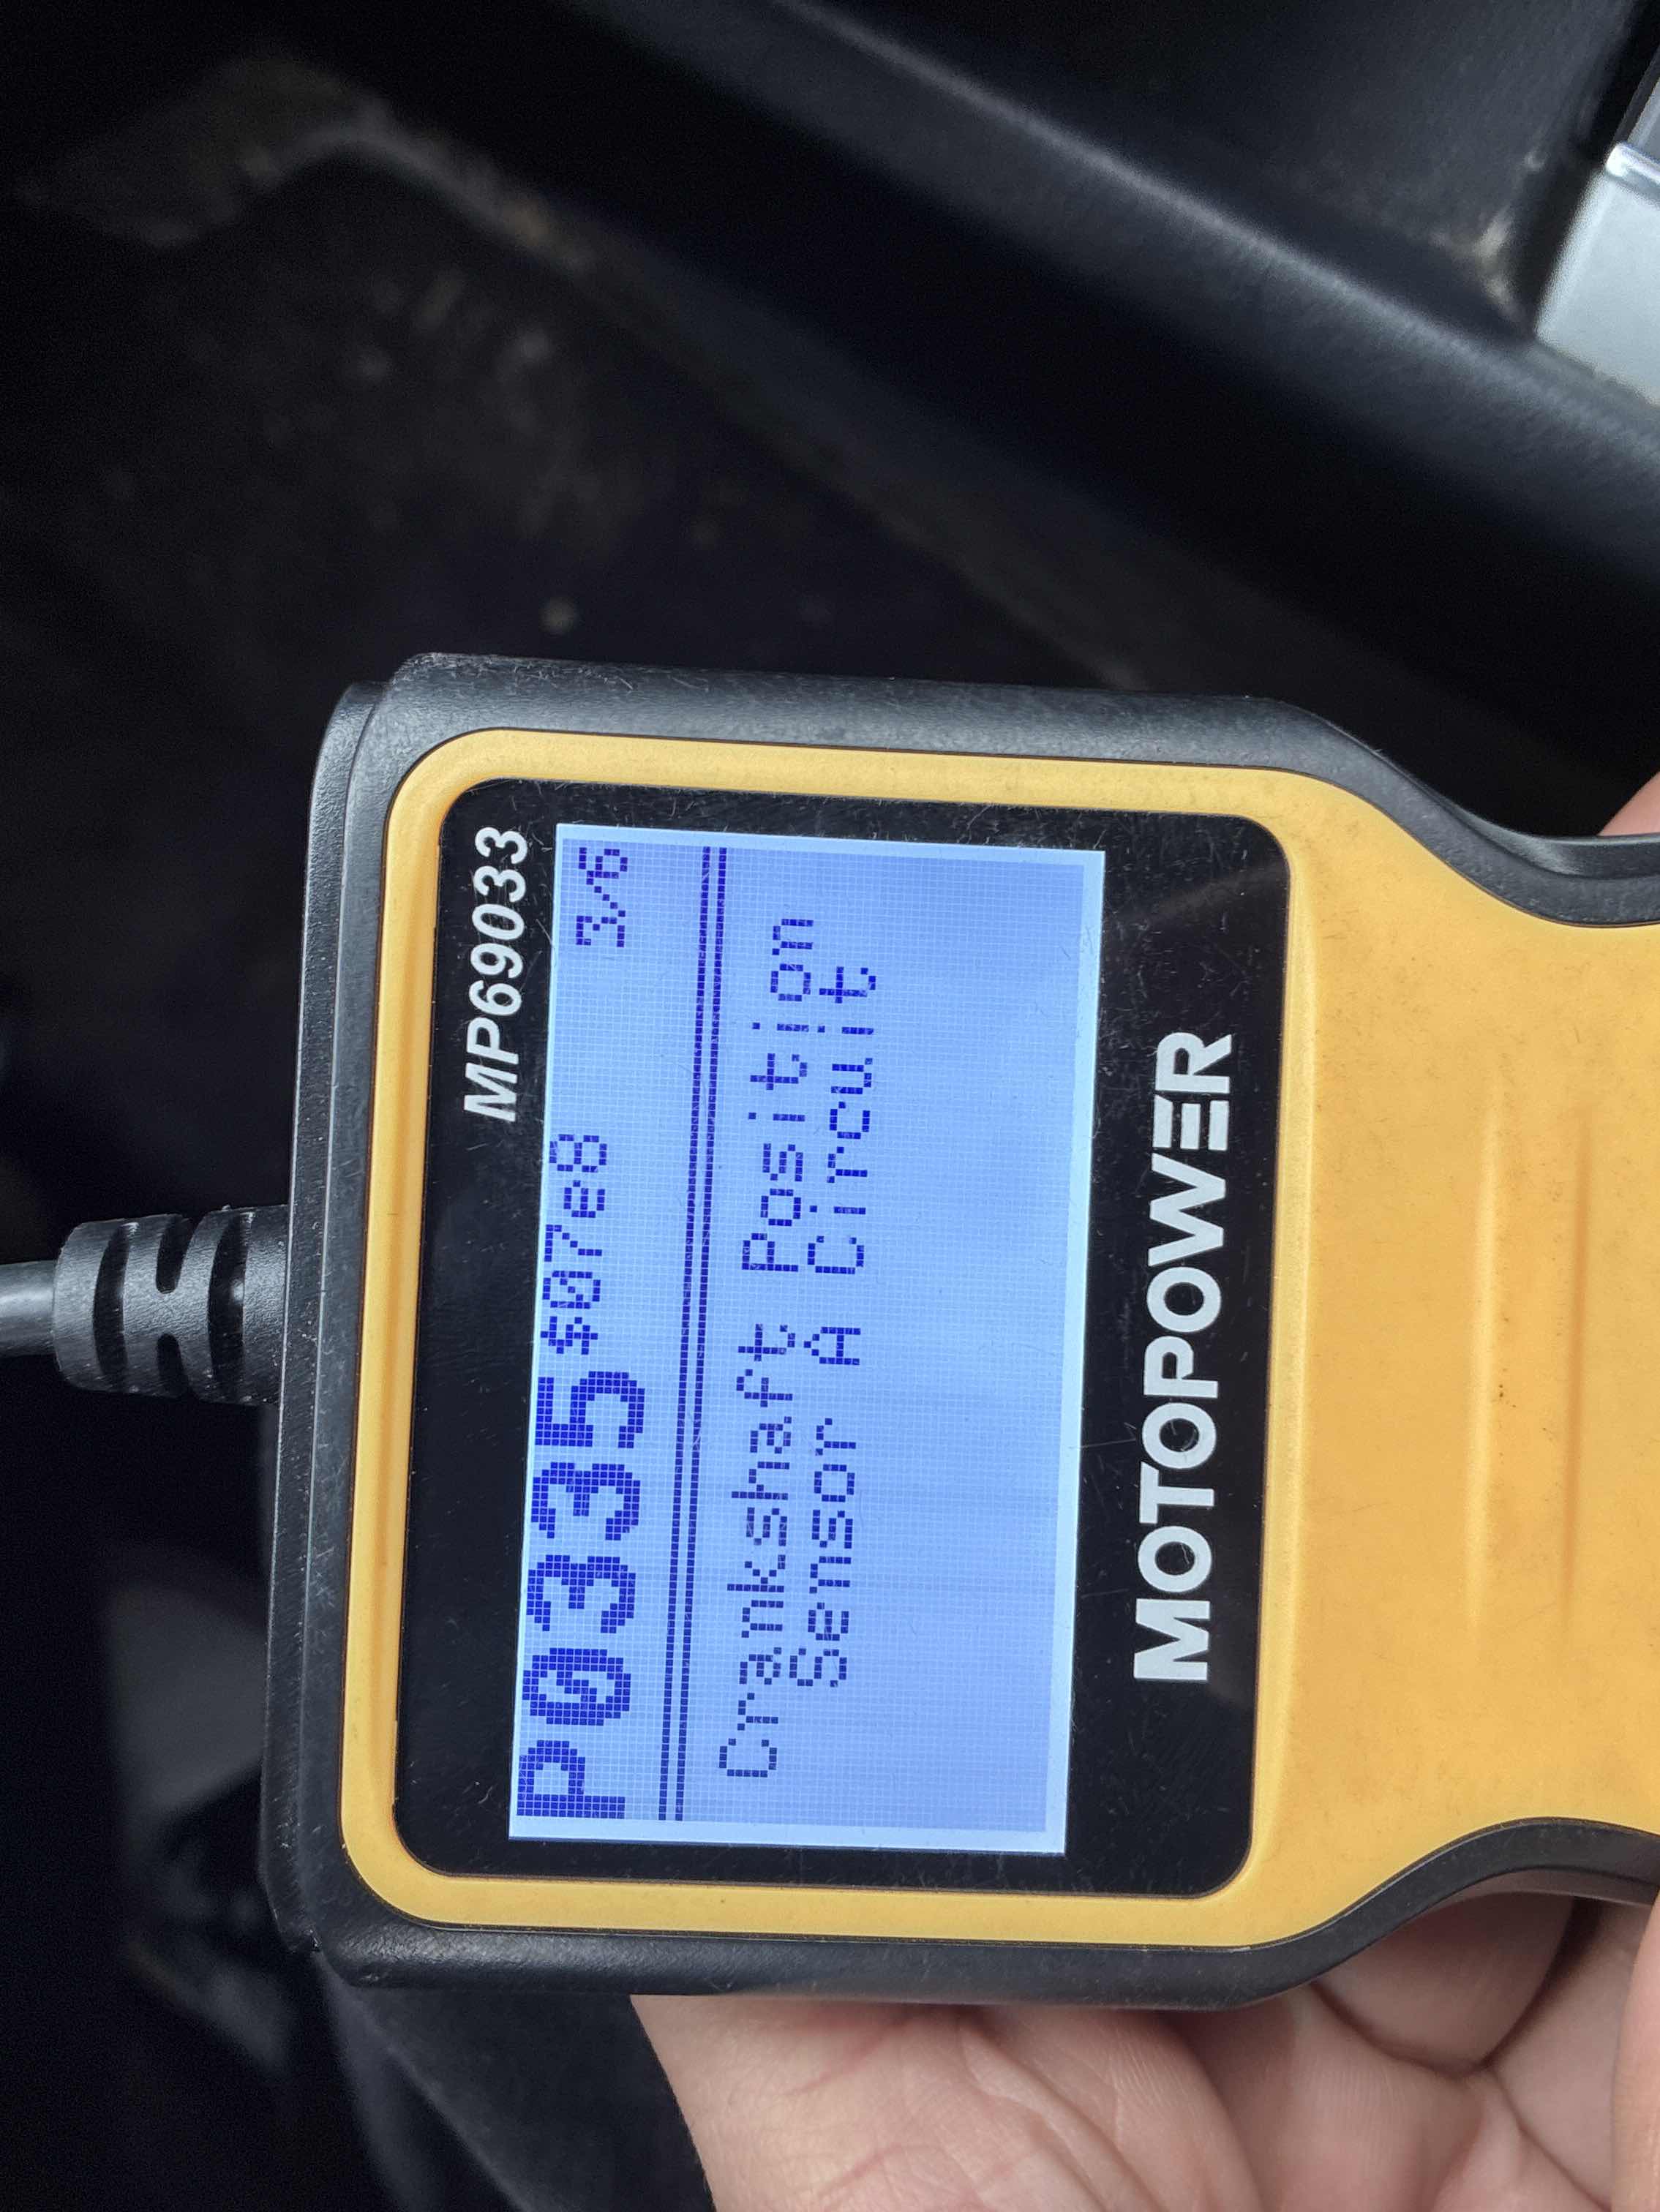 MP69033
P0335 $07e8 3/6
Crankshaft Position
Sensor A Circuit
MOTOPOWER